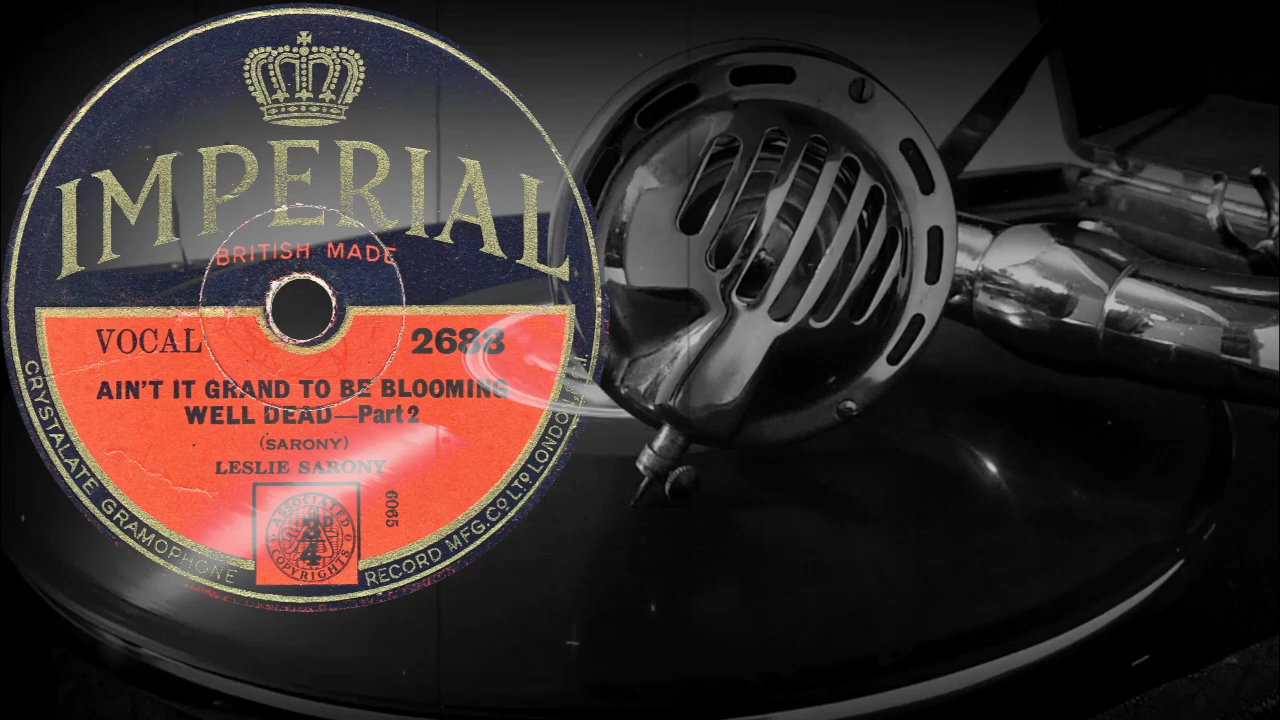 IMPERIAL
BRITISH MADE
VOCAL 2688
AIN'T IT GRAND TO BE BLOOMING
WELL DEAD—Part 2
(SARONY)
LESLIE SARONY
6065
ASSOCIATED
COPYRIGHTS
CRYSTALATE GRAMOPHONE RECORD MFG. CO LTD LONDON